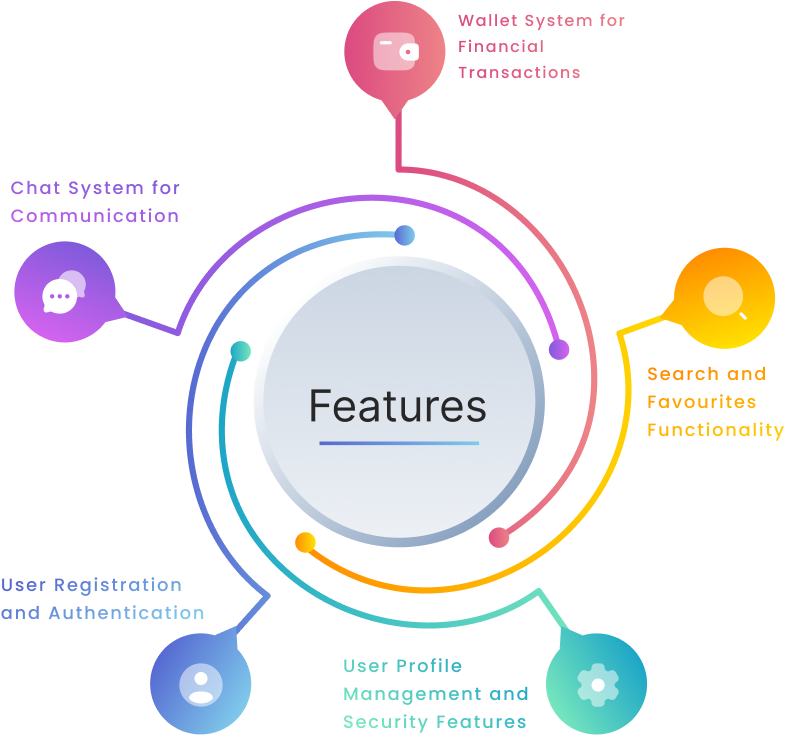 Wallet System for
Financial
Transactions
Chat System for
Communication
Search and
Favourites
Functionality
Features
User Registration
and Authentication
User Profile
Management and
Security Features